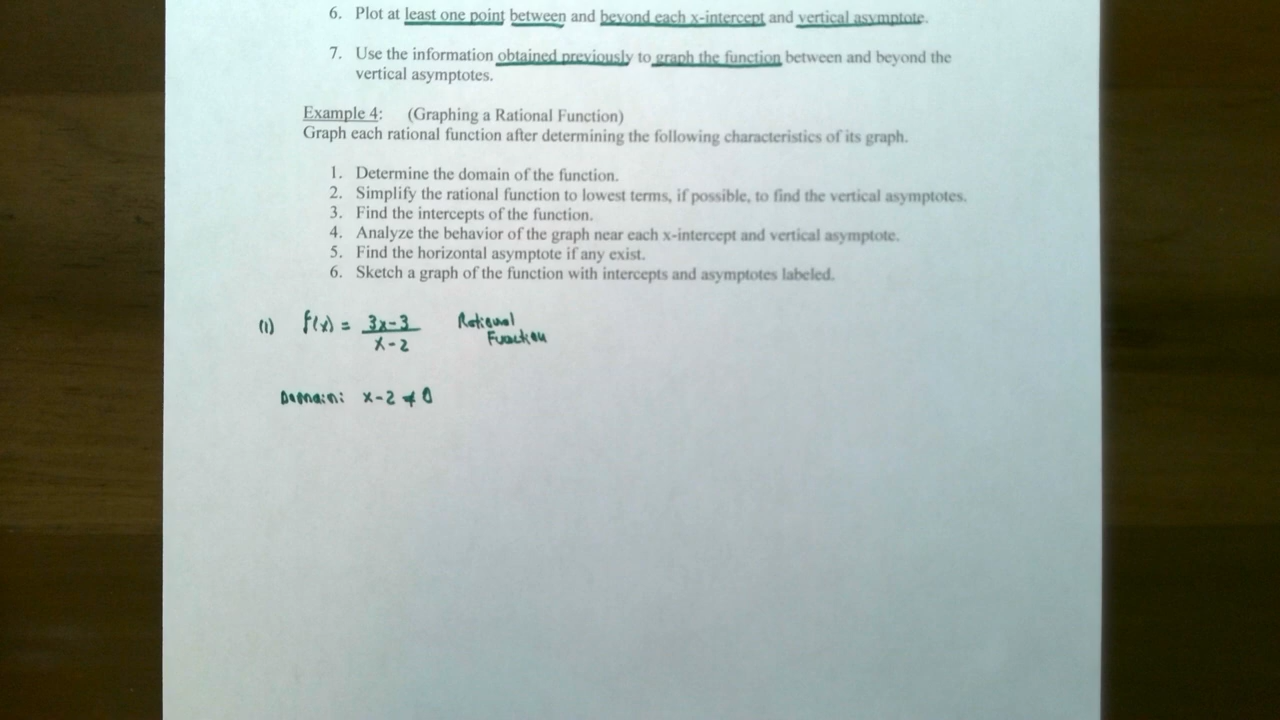 6. Plot at least one point between and beyond each x-intercept and vertical asymptote.
7. Use the information obtained previously to graph the function between and beyond the
vertical asymptotes.
Example 4: (Graphing a Rational Function)
Graph each rational function after determining the following characteristics of its graph.
1. Determine the domain of the function.
2. Simplify the rational function to lowest terms, if possible, to find the vertical asymptotes.
3. Find the intercepts of the function.
4. Analyze the behavior of the graph near each x-intercept and vertical asymptote.
5. Find the horizontal asymptote if any exist.
6. Sketch a graph of the function with intercepts and asymptotes labeled.
(1) f(x) = (3x-3)/(x-2) Rational
Function
Domain: x-2 ≠ 0